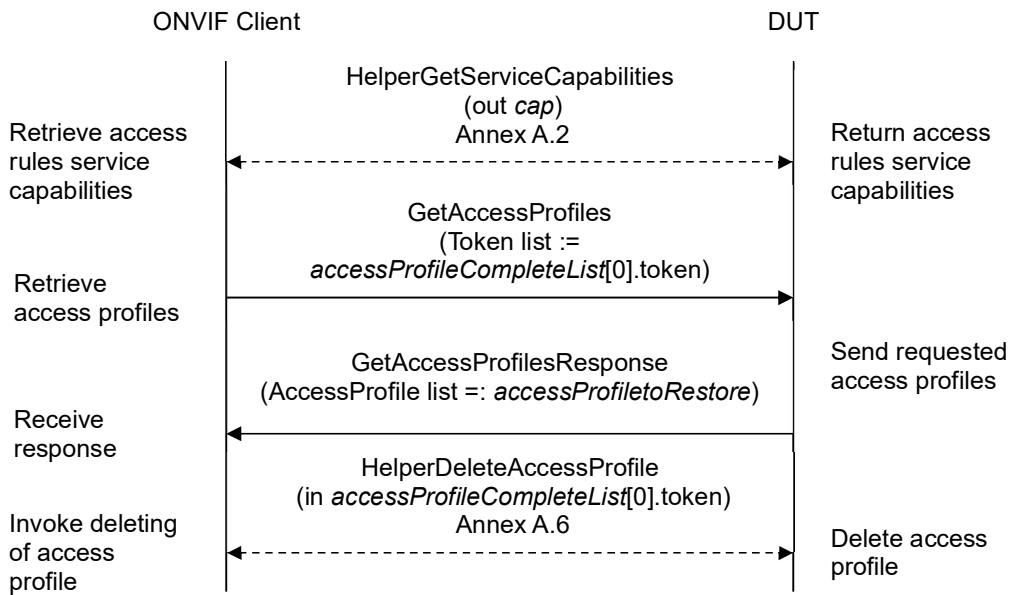 ONVIF Client
DUT
HelperGetServiceCapabilities
(out cap)
Annex A.2
Retrieve access
rules service
capabilities
Return access
rules service
capabilities
GetAccessProfiles
(Token list :=
accessProfileCompleteList[0].token)
Retrieve
access profiles
Send requested
access profiles
GetAccessProfilesResponse
(AccessProfile list =: accessProfiletoRestore)
Receive
response
HelperDeleteAccessProfile
(in accessProfileCompleteList[0].token)
Annex A.6
Invoke deleting
of access
profile
Delete access
profile